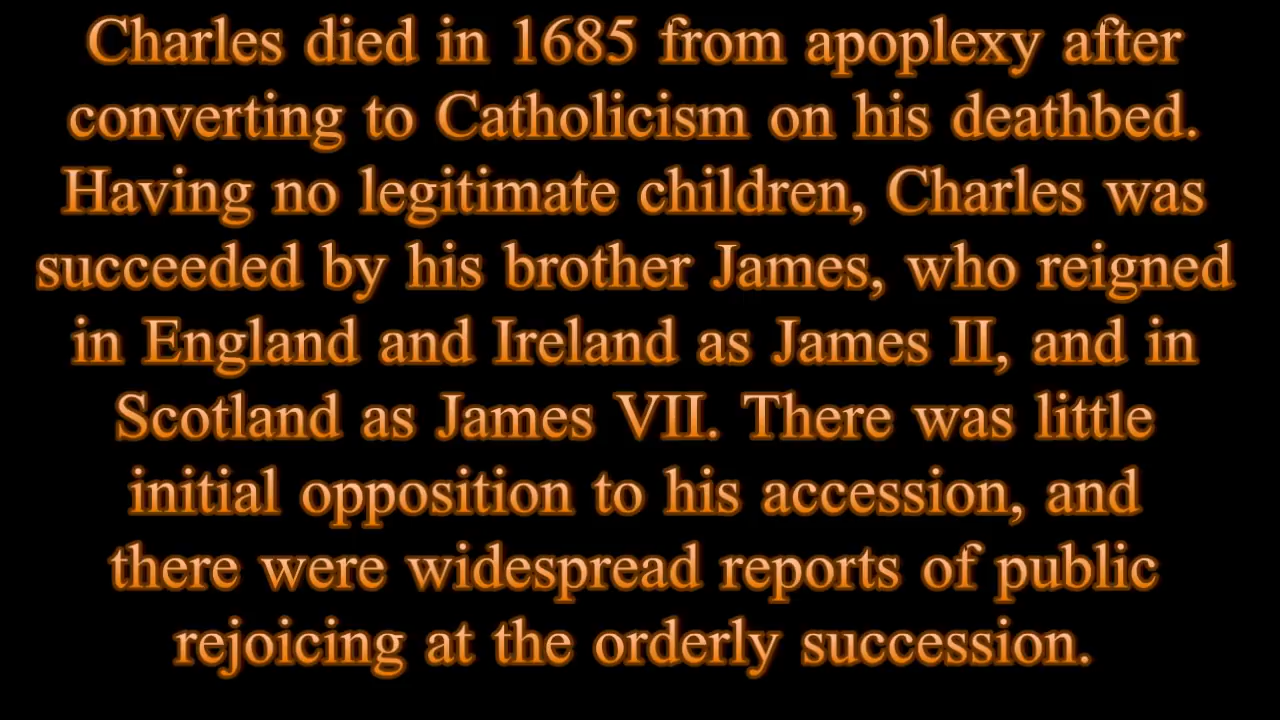 Charles died in 1685 from apoplexy after
converting to Catholicism on his deathbed.
Having no legitimate children, Charles was
succeeded by his brother James, who reigned
in England and Ireland as James II, and in
Scotland as James VII. There was little
initial opposition to his accession, and
there were widespread reports of public
rejoicing at the orderly succession.